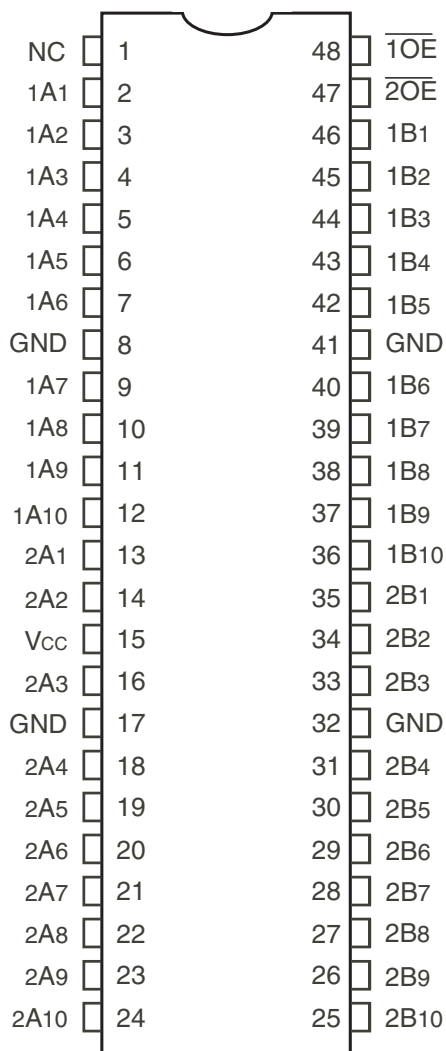 NC 1 48 1OE
1A1 2 47 2OE
1A2 3 46 1B1
1A3 4 45 1B2
1A4 5 44 1B3
1A5 6 43 1B4
1A6 7 42 1B5
GND 8 41 GND
1A7 9 40 1B6
1A8 10 39 1B7
1A9 11 38 1B8
1A10 12 37 1B9
2A1 13 36 1B10
2A2 14 35 2B1
VCC 15 34 2B2
2A3 16 33 2B3
GND 17 32 GND
2A4 18 31 2B4
2A5 19 30 2B5
2A6 20 29 2B6
2A7 21 28 2B7
2A8 22 27 2B8
2A9 23 26 2B9
2A10 24 25 2B10